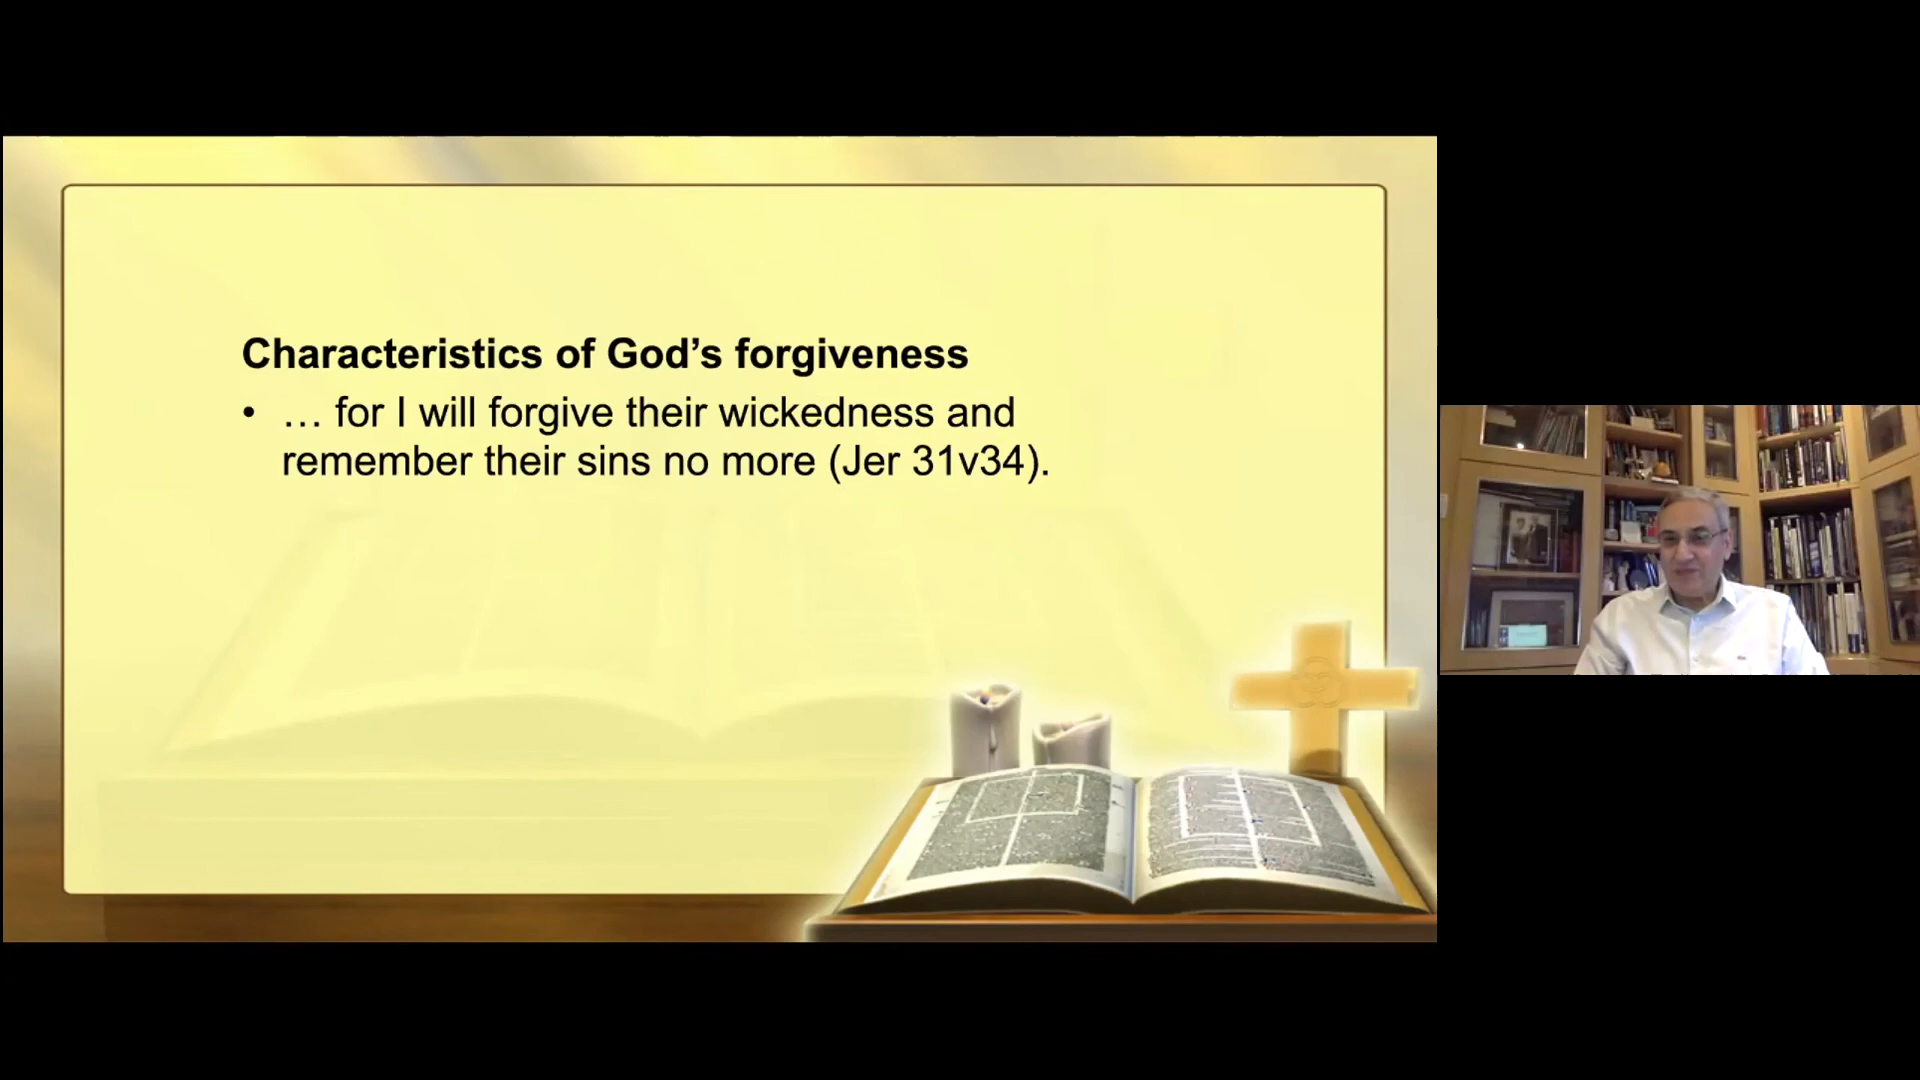 Characteristics of God’s forgiveness
• … for I will forgive their wickedness and
remember their sins no more (Jer 31v34).